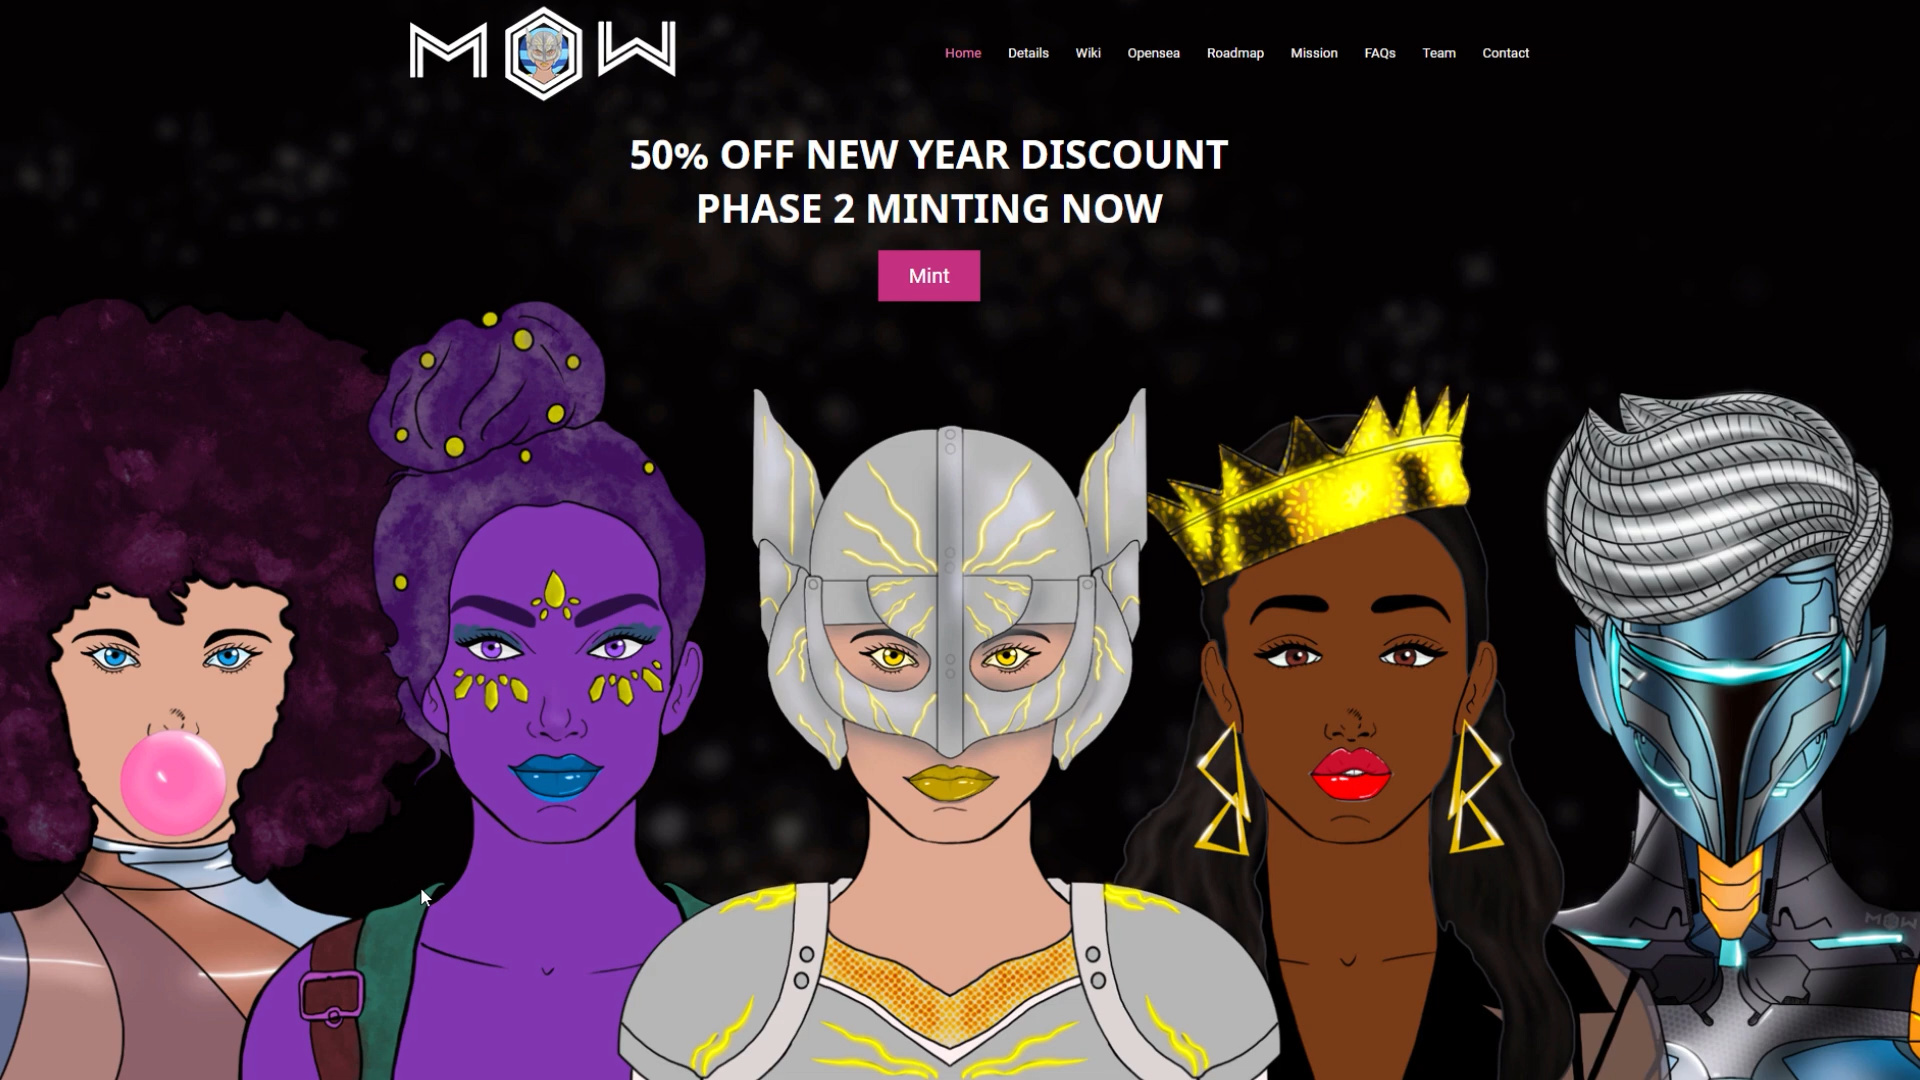 MOW
Home Details Wiki Opensea Roadmap Mission FAQs Team Contact
50% OFF NEW YEAR DISCOUNT
PHASE 2 MINTING NOW
Mint
MOW